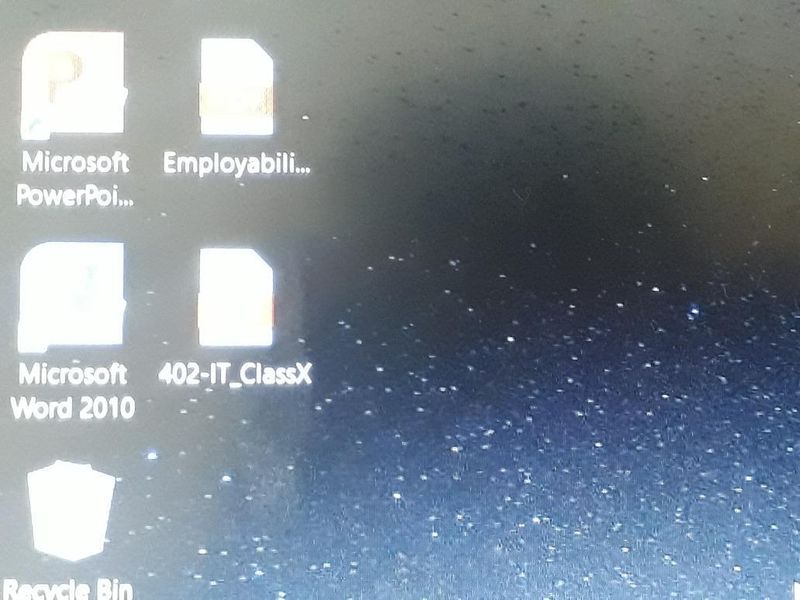 Microsoft
PowerPoi...
Employabili...
Microsoft
Word 2010
402-IT_ClassX
Recycle Bin